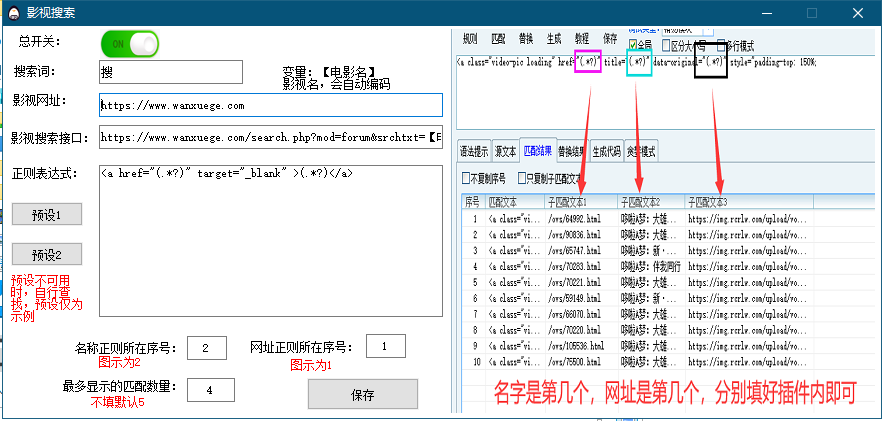 影视搜索
总开关：
ON
搜索词：
搜
变量：【电影名】
影视名，会自动编码
影视网址：
https://www.wanxuege.com
影视搜索接口：
https://www.wanxuege.com/search.php?mod=forum&srchtxt=【
正则表达式：
<a href="(.*?)" target="_blank" >(.*?)</a>
预设1
预设2
预设不可用
时，自行查
找，预设仅为
示例
名称正则所在序号：
2
图示为2
网址正则所在序号：
1
图示为1
最多显示的匹配数量：
4
不填默认5
保存
规则 匹配 替换 生成 教程 保存
全局 区分大小写 多行模式
<a class="video-pic loading" href="(.*?)" title="(.*?)" data-original="(.*?)" style="padding-top: 150%;
语法提示 源文本 匹配结果 替换结果 生成代码 贪婪模式
不复制序号 只复制子匹配文本
序号 匹配文本 子匹配文本1 子匹配文本2 子匹配文本3
1 <a class="vi... /ovs/64992.html 哆啦A梦：大雄... https://img.rcrlw.com/upload/vo...
2 <a class="vi... /ovs/90836.html 哆啦A梦：大雄... https://img.rcrlw.com/upload/vo...
3 <a class="vi... /ovs/65747.html 哆啦A梦：新·... https://img.rcrlw.com/upload/vo...
4 <a class="vi... /ovs/70283.html 哆啦A梦：伴我同行 https://img.rcrlw.com/upload/vo...
5 <a class="vi... /ovs/70221.html 哆啦A梦：大雄... https://img.rcrlw.com/upload/vo...
6 <a class="vi... /ovs/59149.html 哆啦A梦：新·... https://img.rcrlw.com/upload/vo...
7 <a class="vi... /ovs/66070.html 哆啦A梦：大雄... https://img.rcrlw.com/upload/vo...
8 <a class="vi... /ovs/70220.html 哆啦A梦：大雄... https://img.rcrlw.com/upload/vo...
9 <a class="vi... /ovs/105536.html 哆啦A梦：大雄... https://img.rcrlw.com/upload/vo...
10 <a class="vi... /ovs/75500.html 哆啦A梦：大雄... https://img.rcrlw.com/upload/vo...
名字是第几个，网址是第几个，分别填好插件内即可